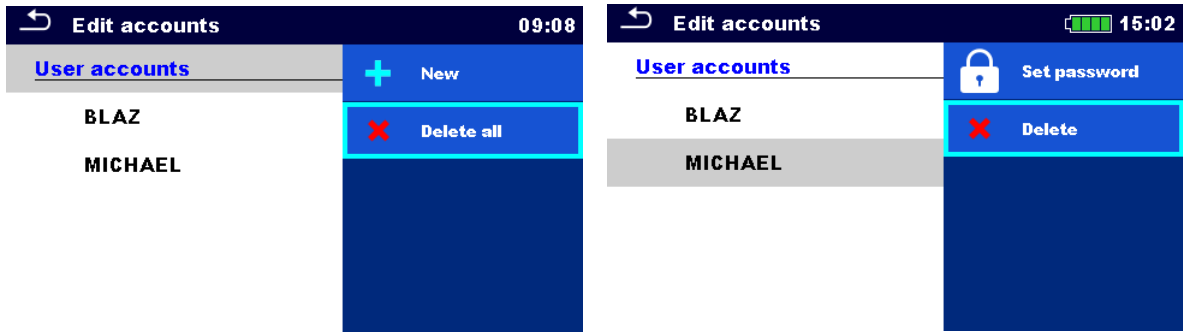 Edit accounts 09:08
User accounts
New
BLAZ
Delete all
MICHAEL
Edit accounts 15:02
User accounts
Set password
BLAZ
Delete
MICHAEL